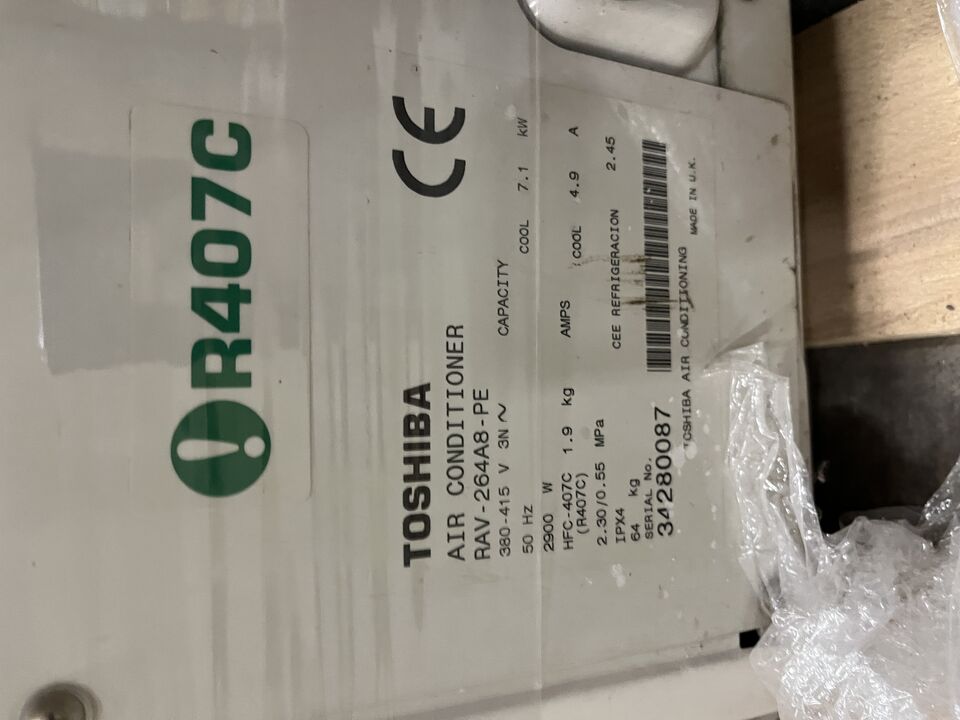 R407C
TOSHIBA
CE
AIR CONDITIONER
RAV-264A8-PE
380-415 V 3N ~ CAPACITY COOL 7.1 kW
50 Hz
2900 W AMPS COOL 4.9 A
HFC-407C 1.9 kg
(R407C)
2.30/0.55 MPa CEE REFRIGERACION 2.45
IPX4
64 kg
SERIAL No.
34280087
TOSHIBA AIR CONDITIONING MADE IN U.K.